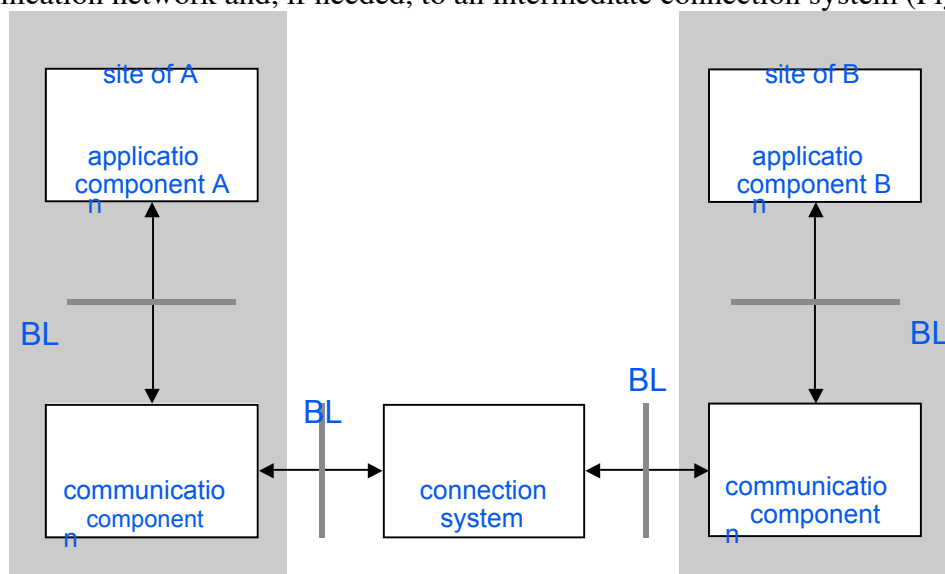 nication network and, if needed, to an intermediate connection system (Fi
site of A
site of B
applicatio
component A
n
applicatio
component B
n
BL
BL
BL
BL
communicatio
component
n
connection
system
communicatio
component
n